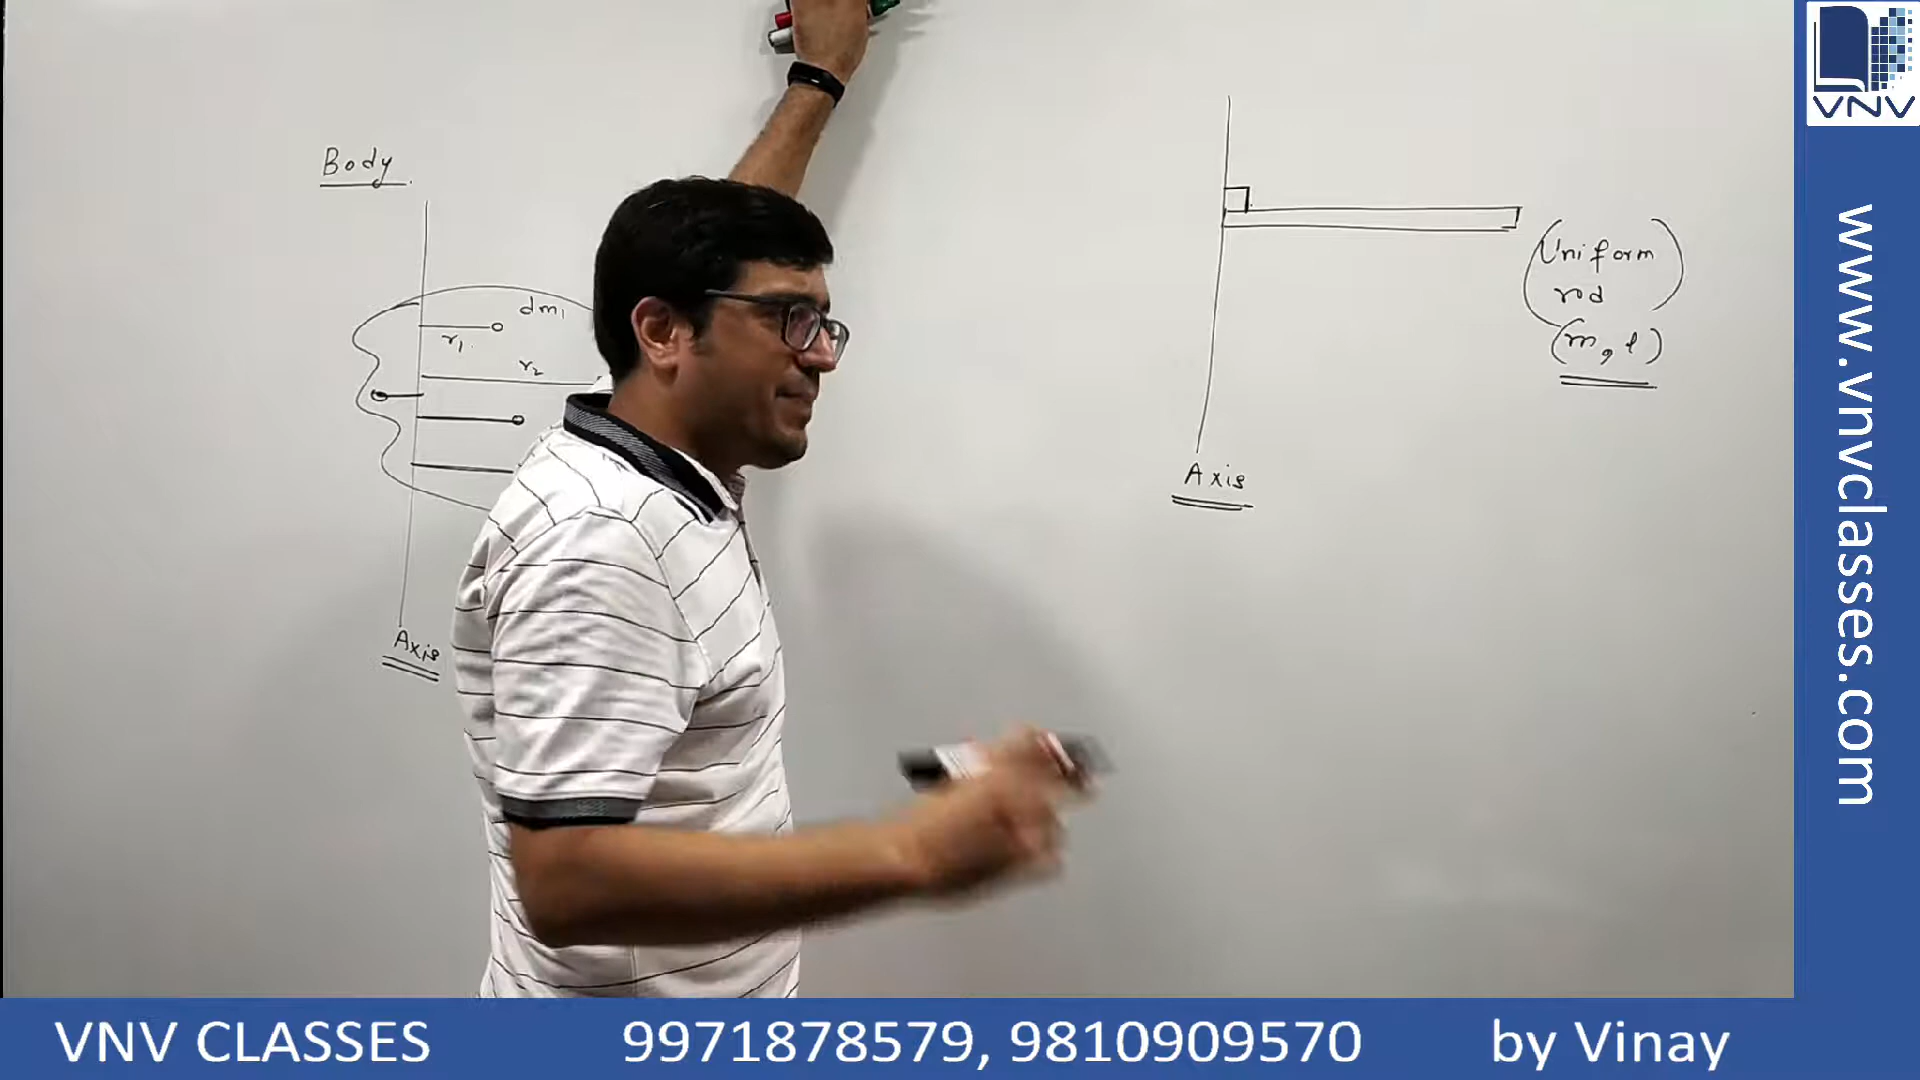 Body
dm₁
r₁
r₂
Axis
Uniform
rod
(m, l)
Axis
VNV
www.vnvclasses.com
VNV CLASSES 9971878579, 9810909570 by Vinay